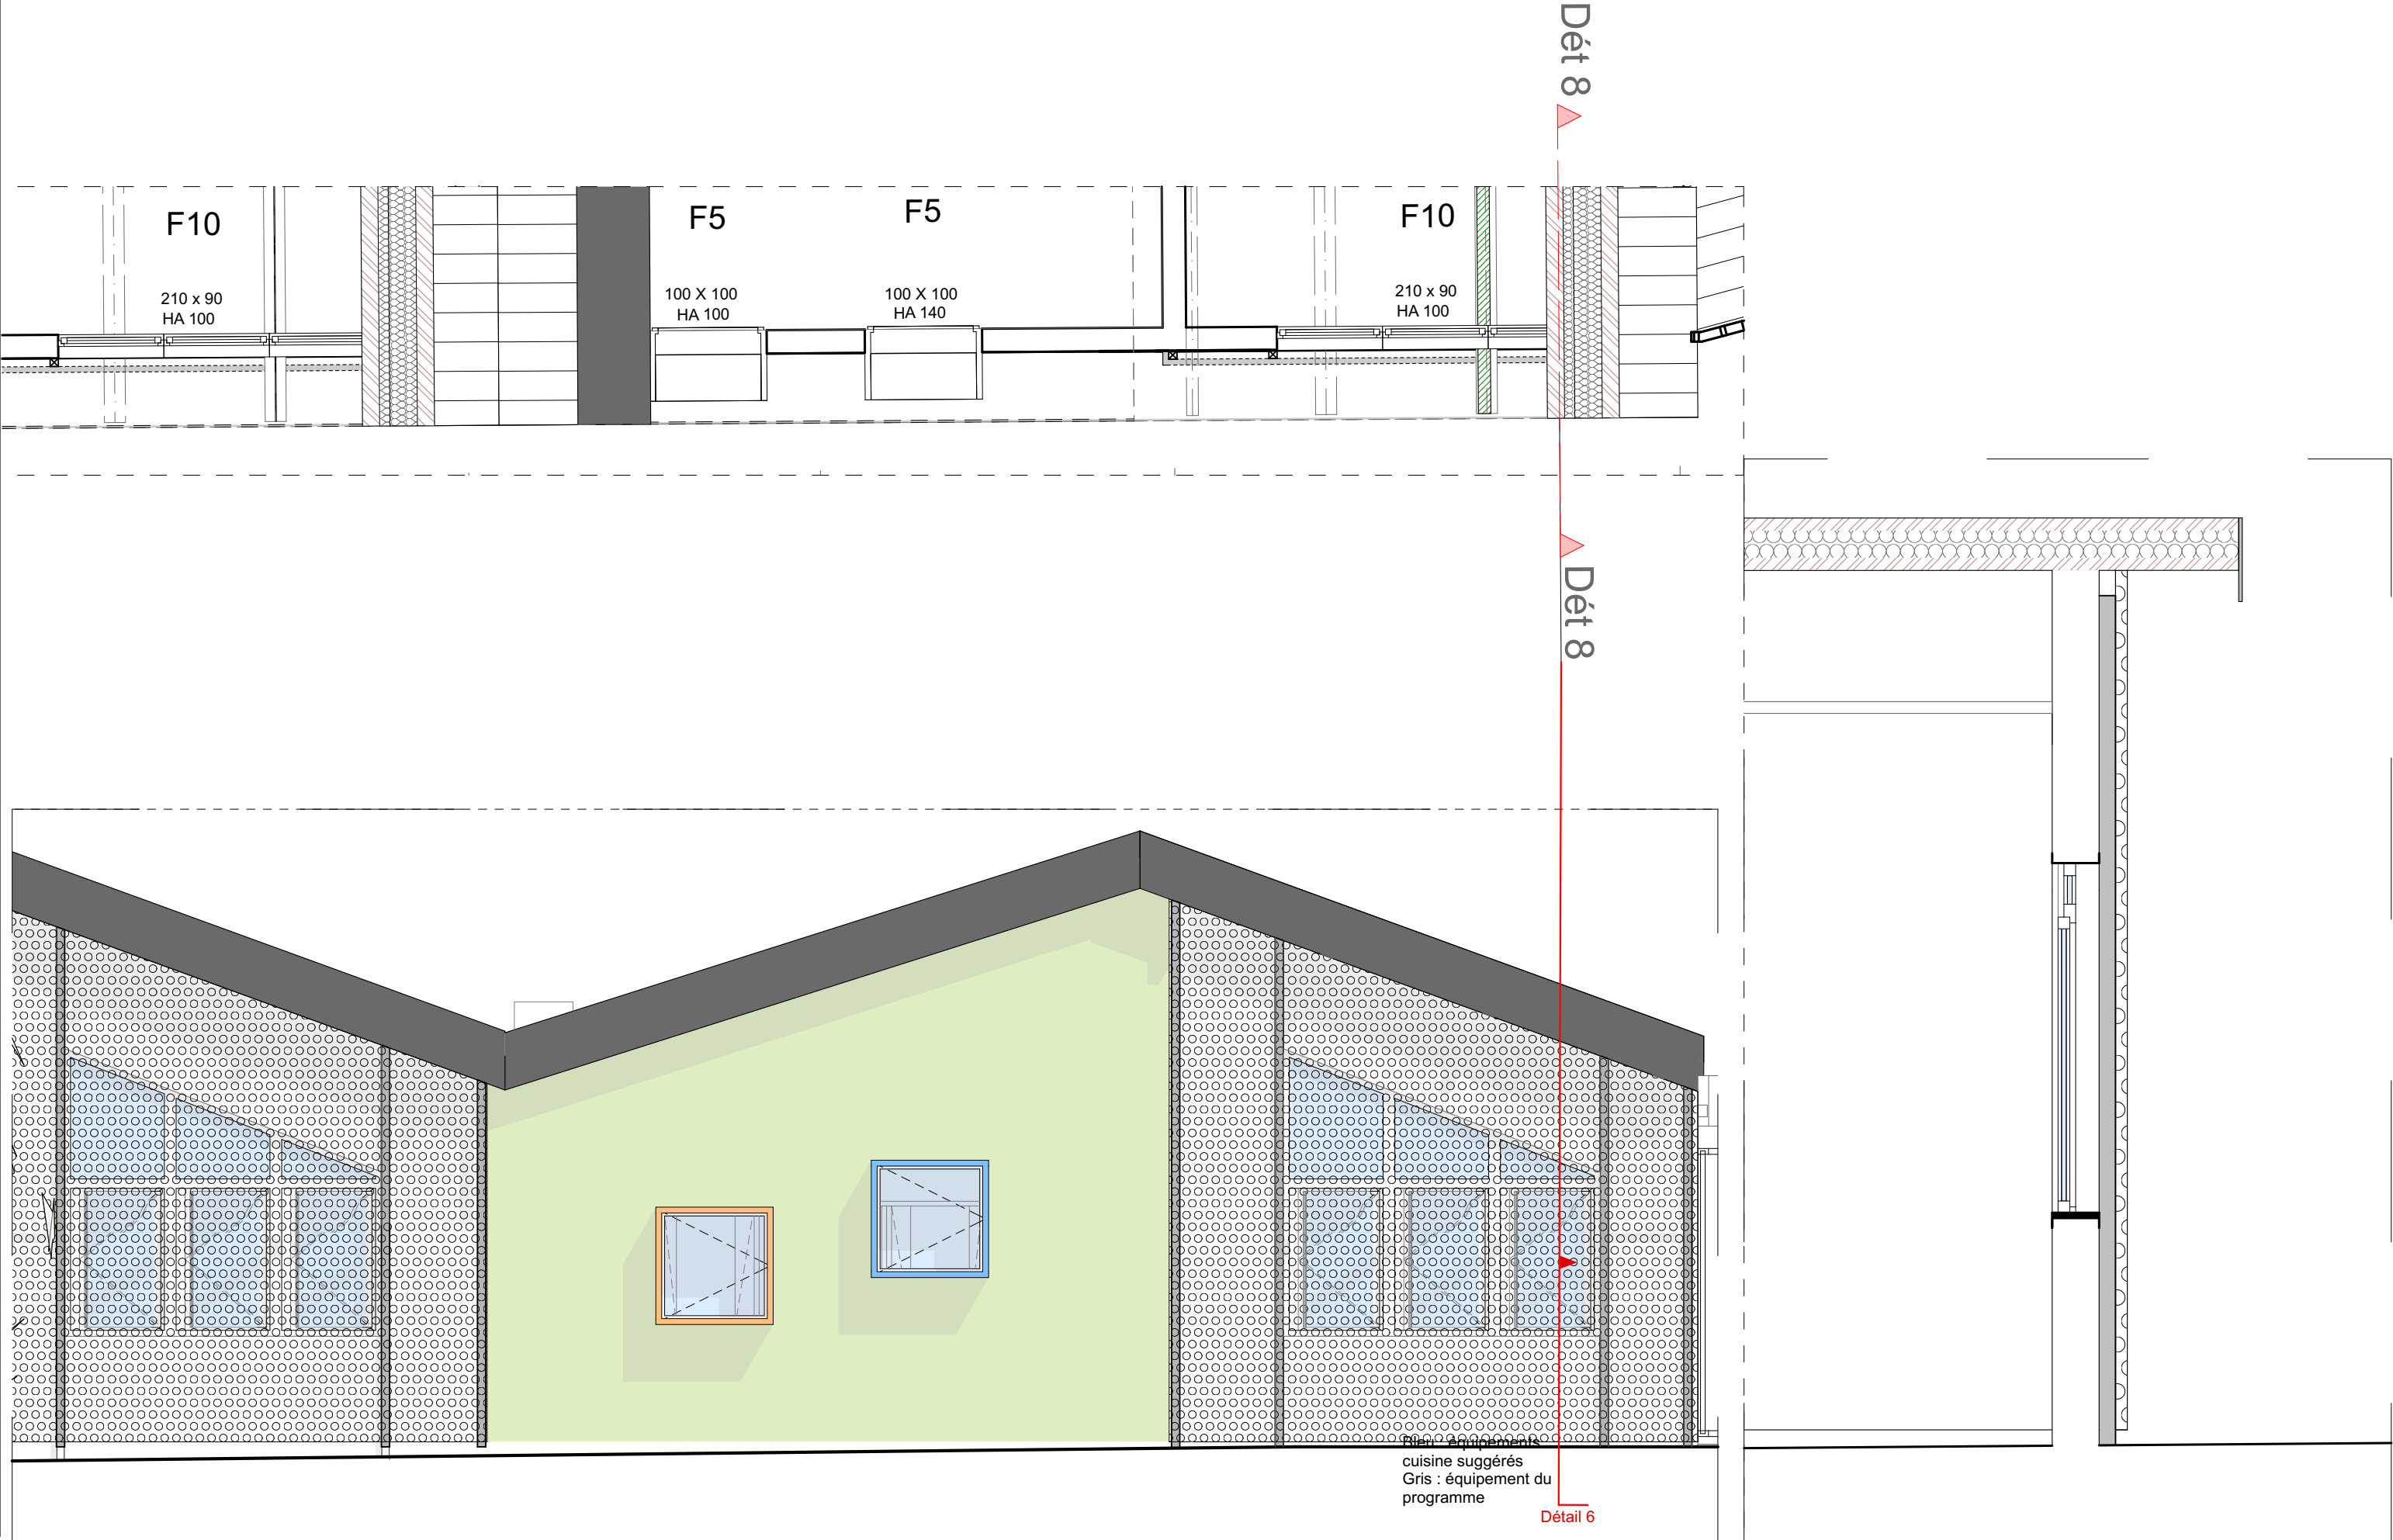 Dét 8
F10
F5
F5
F10
210 x 90
HA 100
100 X 100
HA 100
100 X 100
HA 140
210 x 90
HA 100
Dét 8
Bleu : équipements
cuisine suggérés
Gris : équipement du
programme
Détail 6